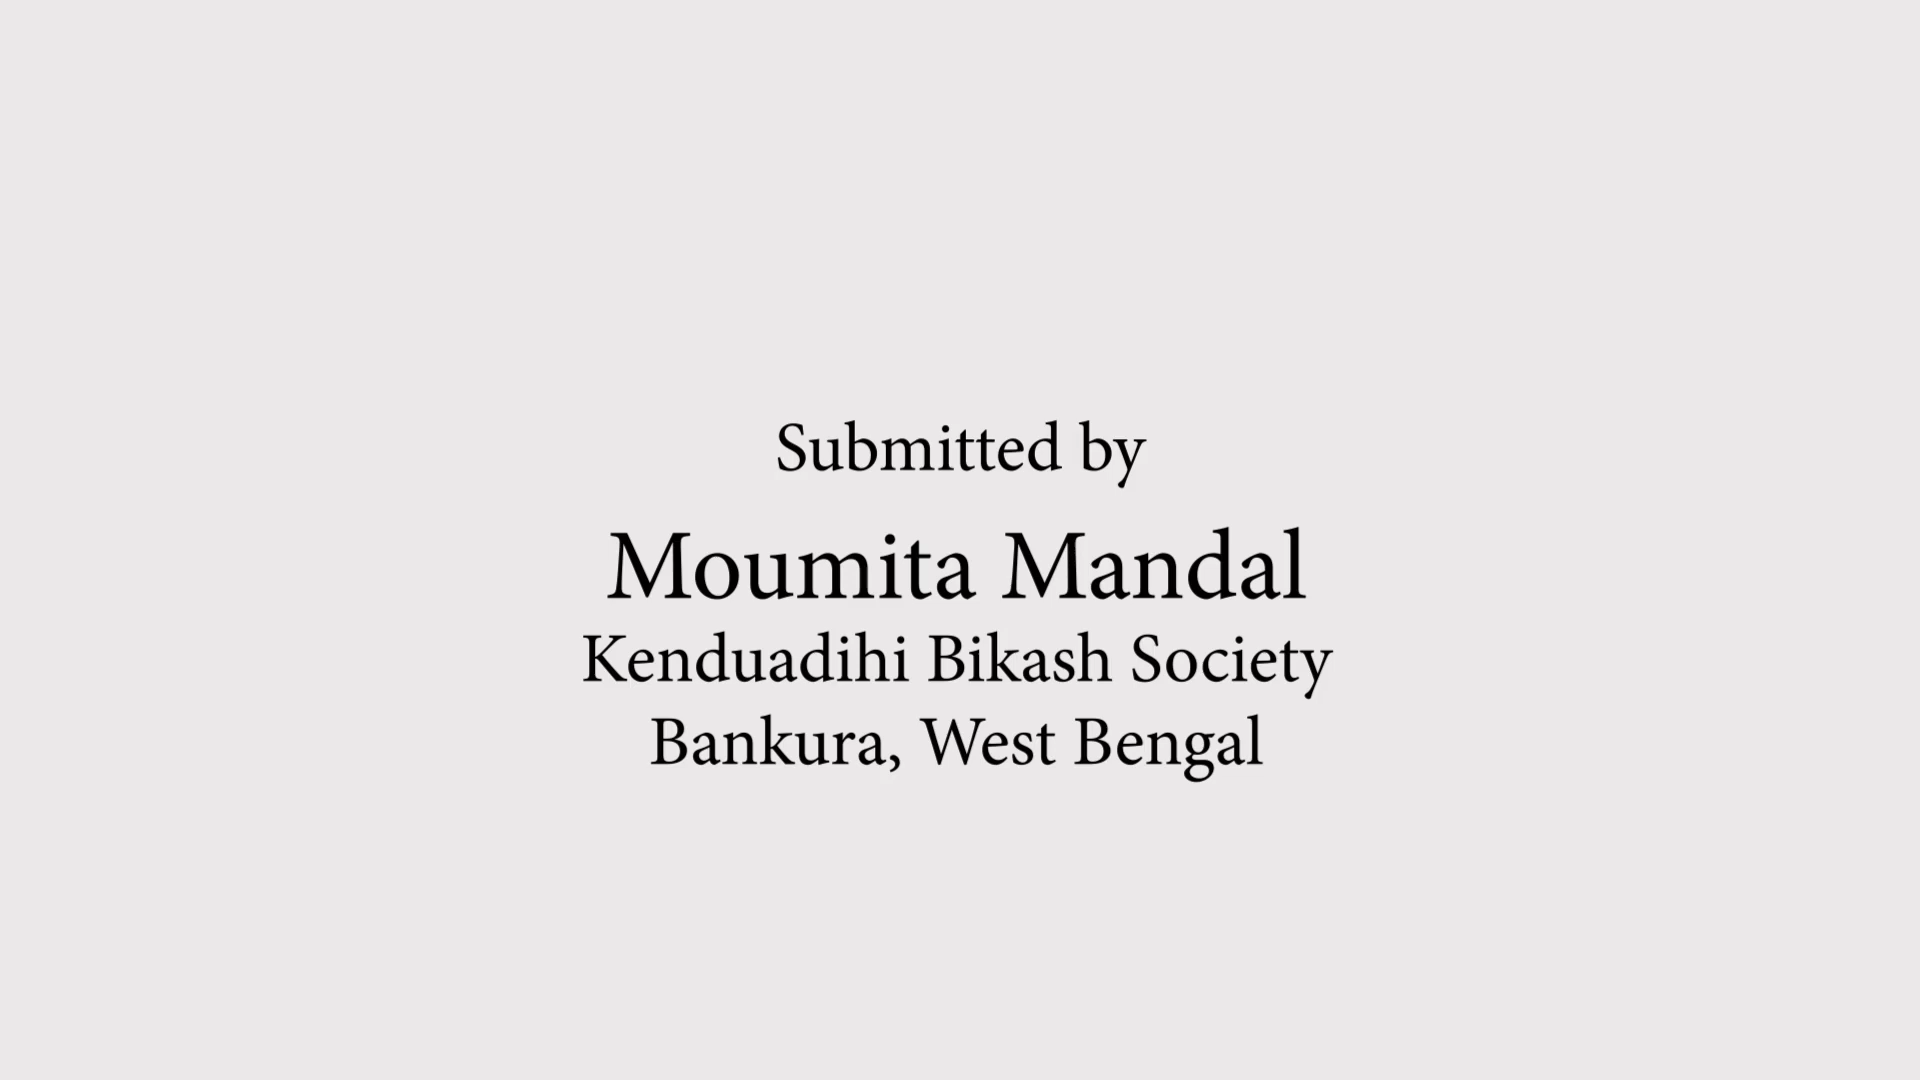 Submitted by
Moumita Mandal
Kenduadihi Bikash Society
Bankura, West Bengal